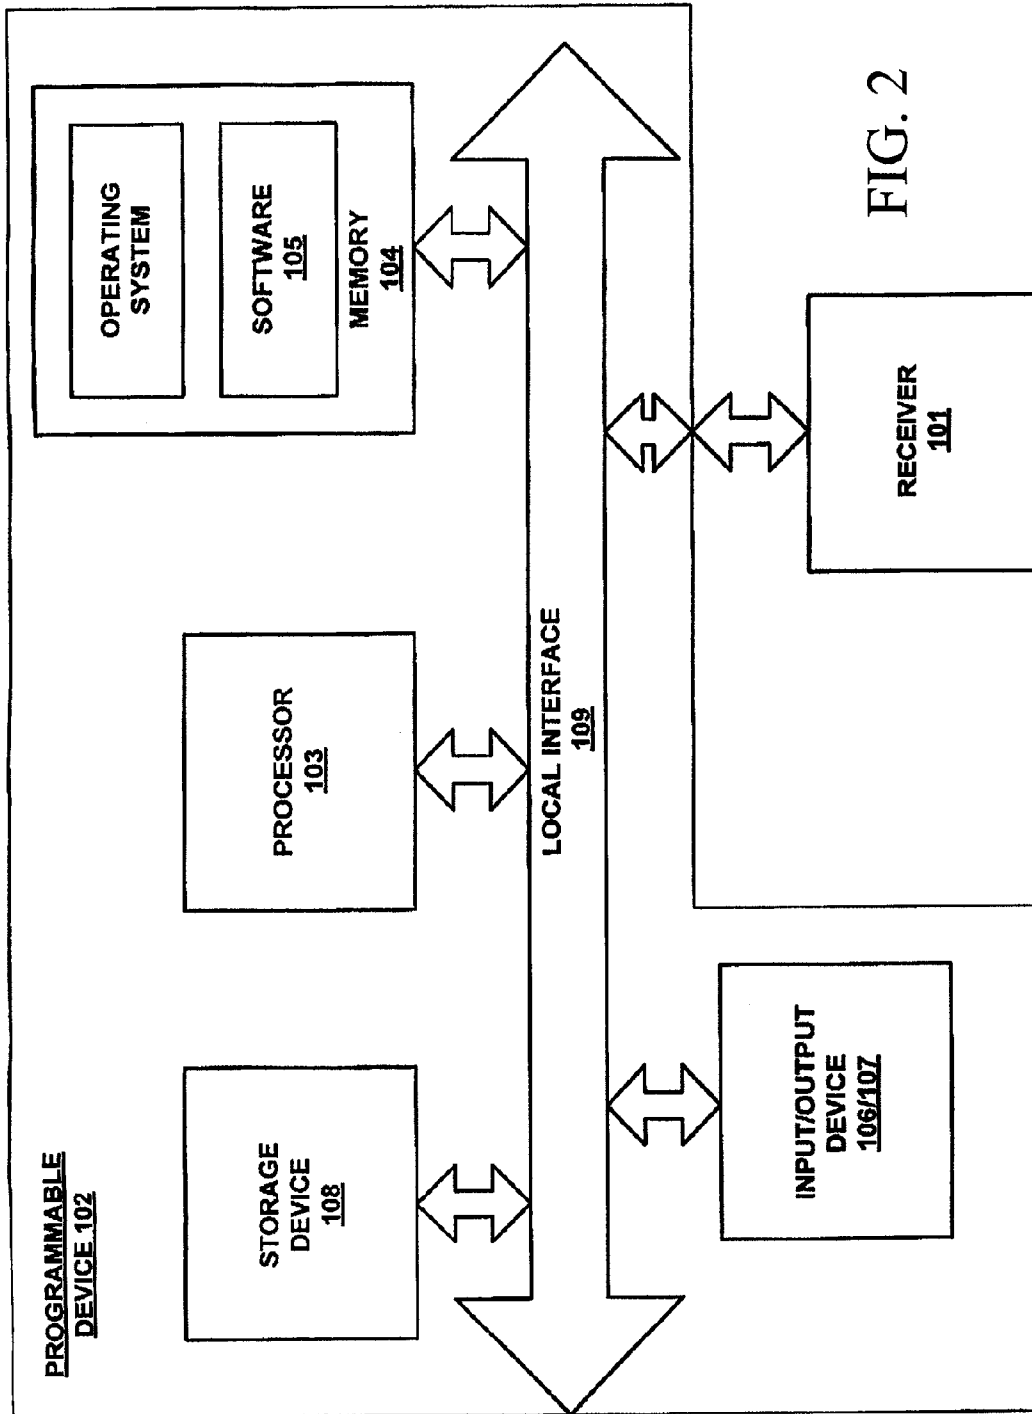 PROGRAMMABLE
DEVICE 102
STORAGE
DEVICE
108
PROCESSOR
103
OPERATING
SYSTEM
SOFTWARE
105
MEMORY
104
LOCAL INTERFACE
109
INPUT/OUTPUT
DEVICE
106/107
RECEIVER
101
FIG. 2